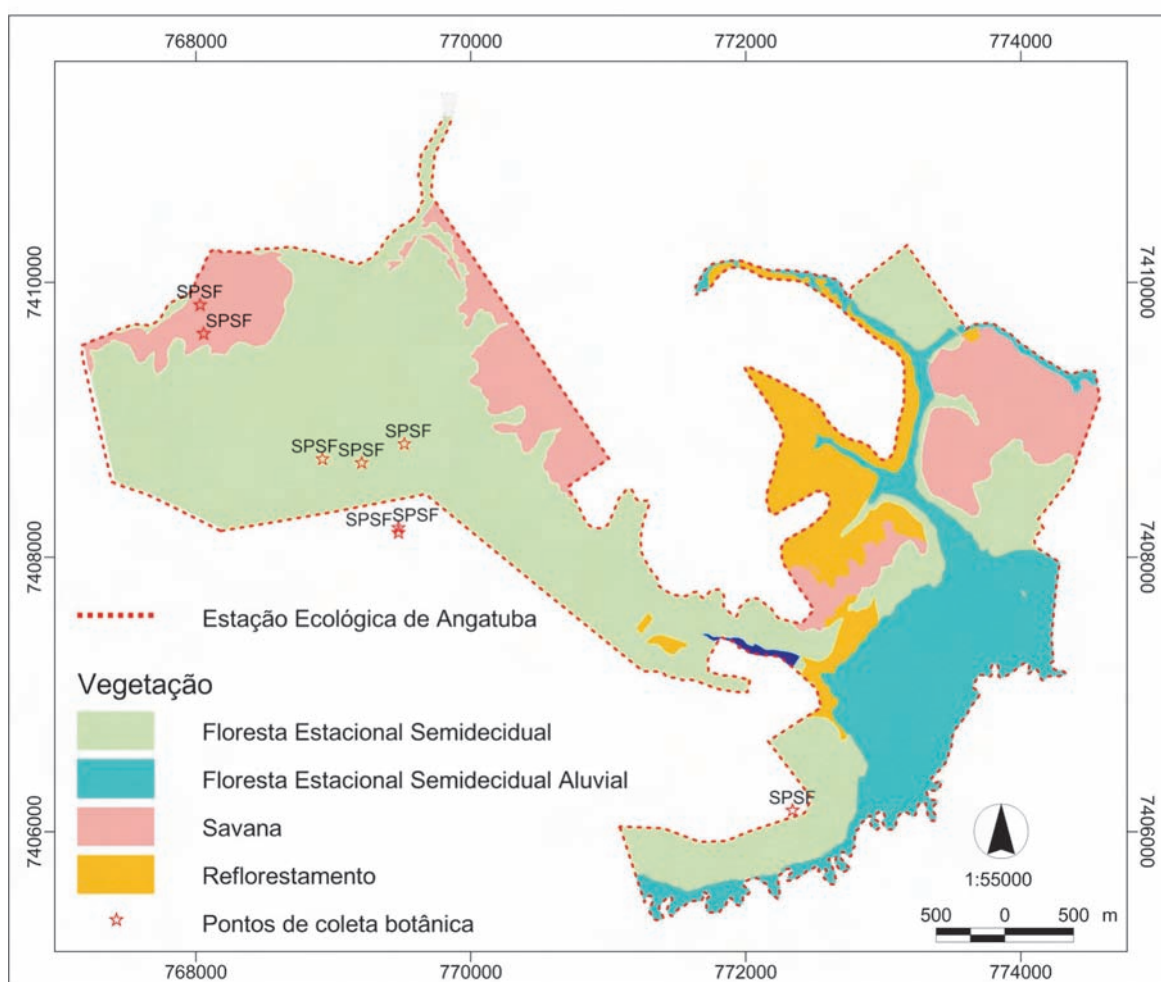 768000 770000 772000 774000
7410000 7410000
SPSF
SPSF
SPSF
SPSF SPSF
SPSF SPSF
7408000 7408000
Estação Ecológica de Angatuba
Vegetação
Floresta Estacional Semidecidual
Floresta Estacional Semidecidual Aluvial
SPSF
Savana
7406000 7406000
Reflorestamento
1:55000
Pontos de coleta botânica
500 0 500 m
768000 770000 772000 774000